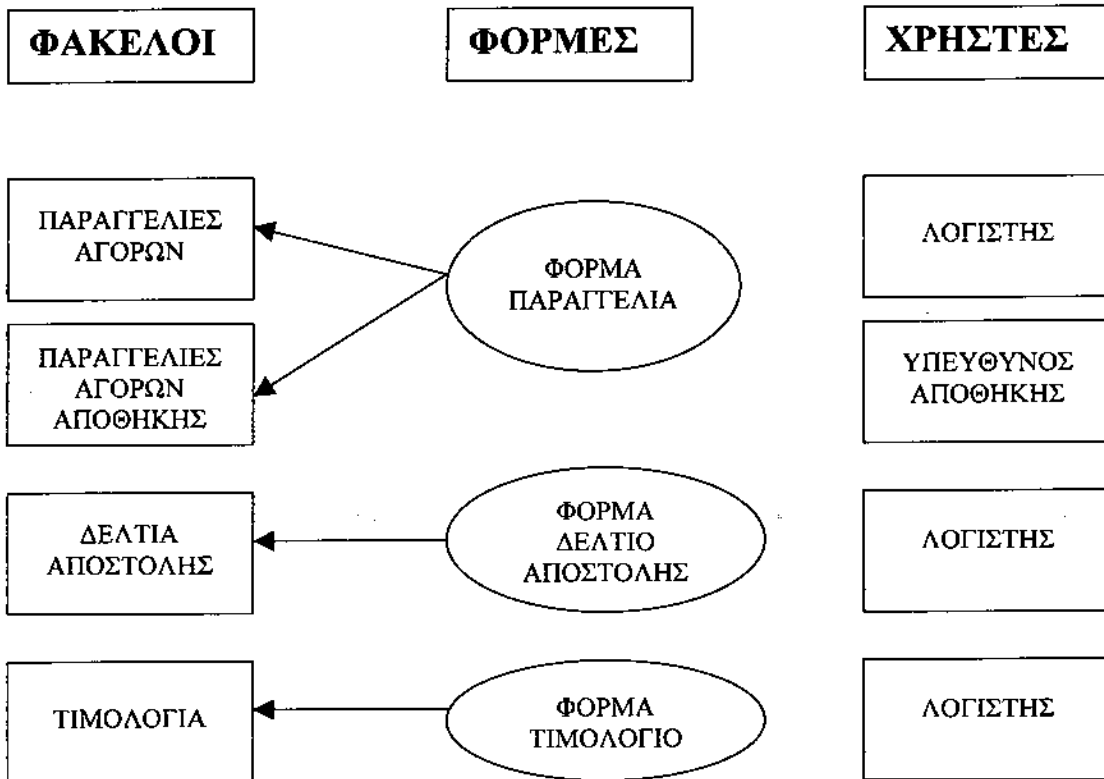 ΦΑΚΕΛΟΙ
ΦΟΡΜΕΣ
ΧΡΗΣΤΕΣ
ΠΑΡΑΓΓΕΛΙΕΣ
ΑΓΟΡΩΝ
ΦΟΡΜΑ
ΠΑΡΑΓΓΕΛΙΑ
ΛΟΓΙΣΤΗΣ
ΠΑΡΑΓΓΕΛΙΕΣ
ΑΓΟΡΩΝ
ΑΠΟΘΗΚΗΣ
ΥΠΕΥΘΥΝΟΣ
ΑΠΟΘΗΚΗΣ
ΔΕΛΤΙΑ
ΑΠΟΣΤΟΛΗΣ
ΦΟΡΜΑ
ΔΕΛΤΙΟ
ΑΠΟΣΤΟΛΗΣ
ΛΟΓΙΣΤΗΣ
ΤΙΜΟΛΟΓΙΑ
ΦΟΡΜΑ
ΤΙΜΟΛΟΓΙΟ
ΛΟΓΙΣΤΗΣ